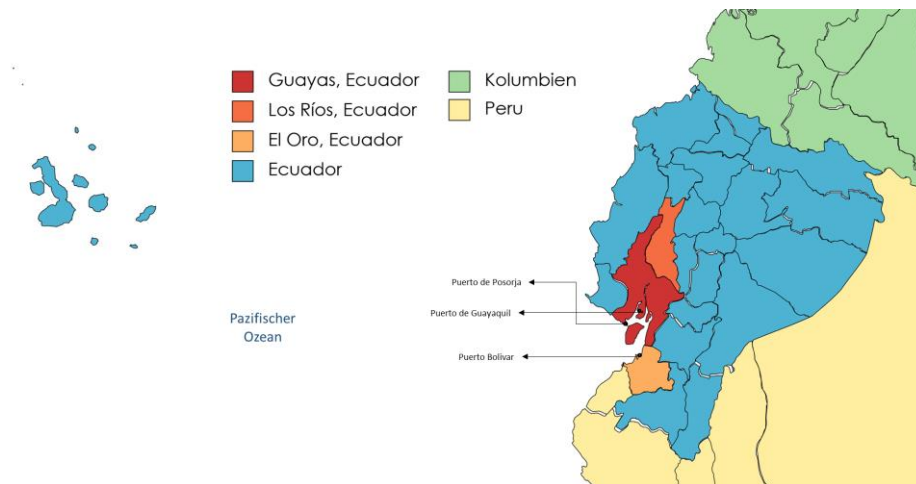 Guayas, Ecuador
Los Ríos, Ecuador
El Oro, Ecuador
Ecuador
Kolumbien
Peru
Puerto de Posorja
Puerto de Guayaquil
Puerto Bolivar
Pazifischer
Ozean